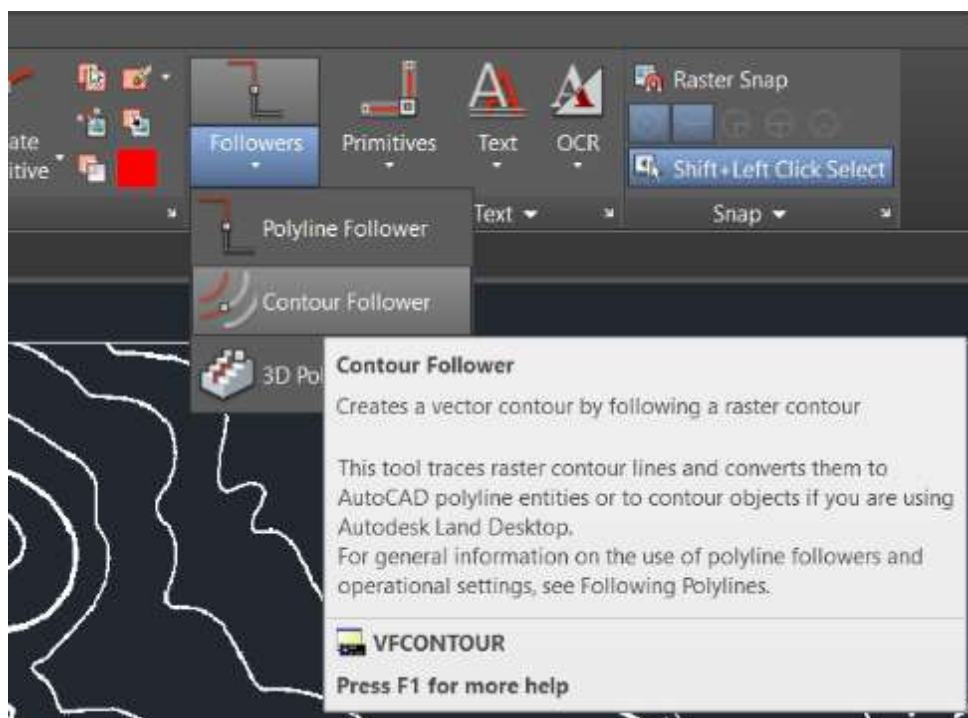 ate
itive
Followers
Primitives
Text
OCR
Raster Snap
Shift+Left Click Select
Text
Snap
Polyline Follower
Contour Follower
3D Pol
Contour Follower
Creates a vector contour by following a raster contour
This tool traces raster contour lines and converts them to
AutoCAD polyline entities or to contour objects if you are using
Autodesk Land Desktop.
For general information on the use of polyline followers and
operational settings, see Following Polylines.
VFCONTOUR
Press F1 for more help